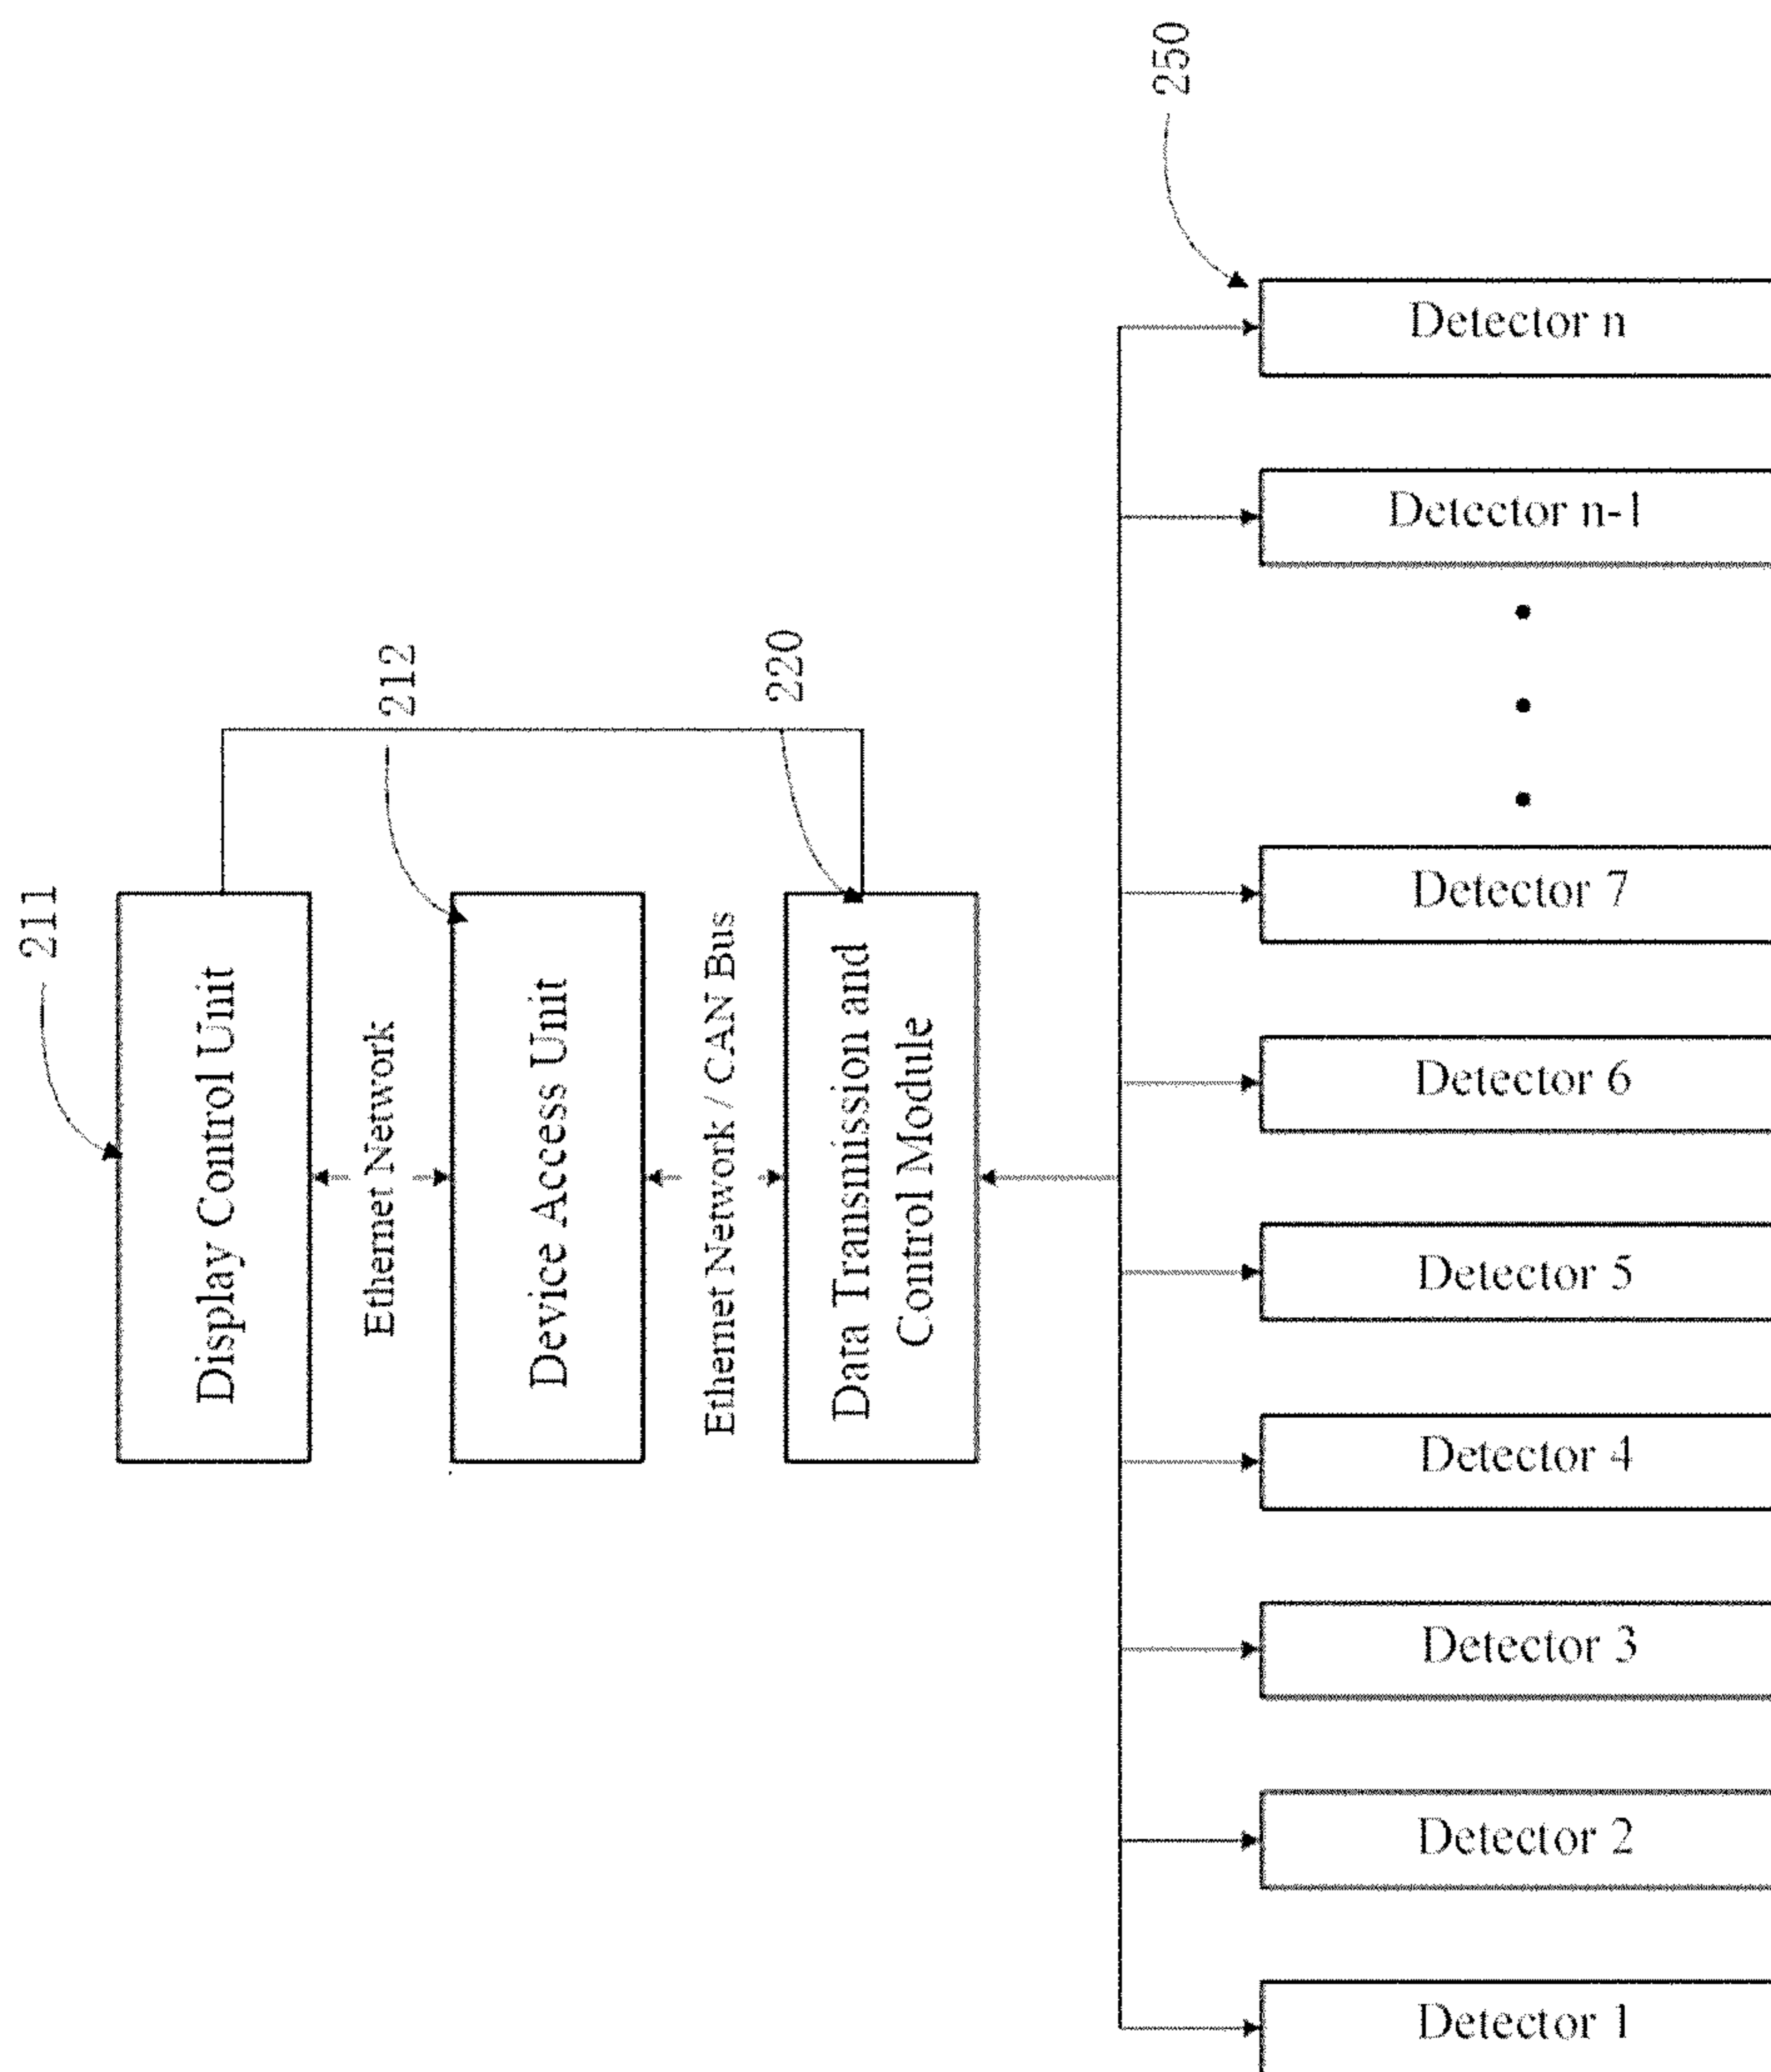 211
Display Control Unit
Ethernet Network
212
Device Access Unit
Ethernet Network / CAN Bus
220
Data Transmission and
Control Module
250
Detector 1
Detector 2
Detector 3
Detector 4
Detector 5
Detector 6
Detector 7
Detector n-1
Detector n